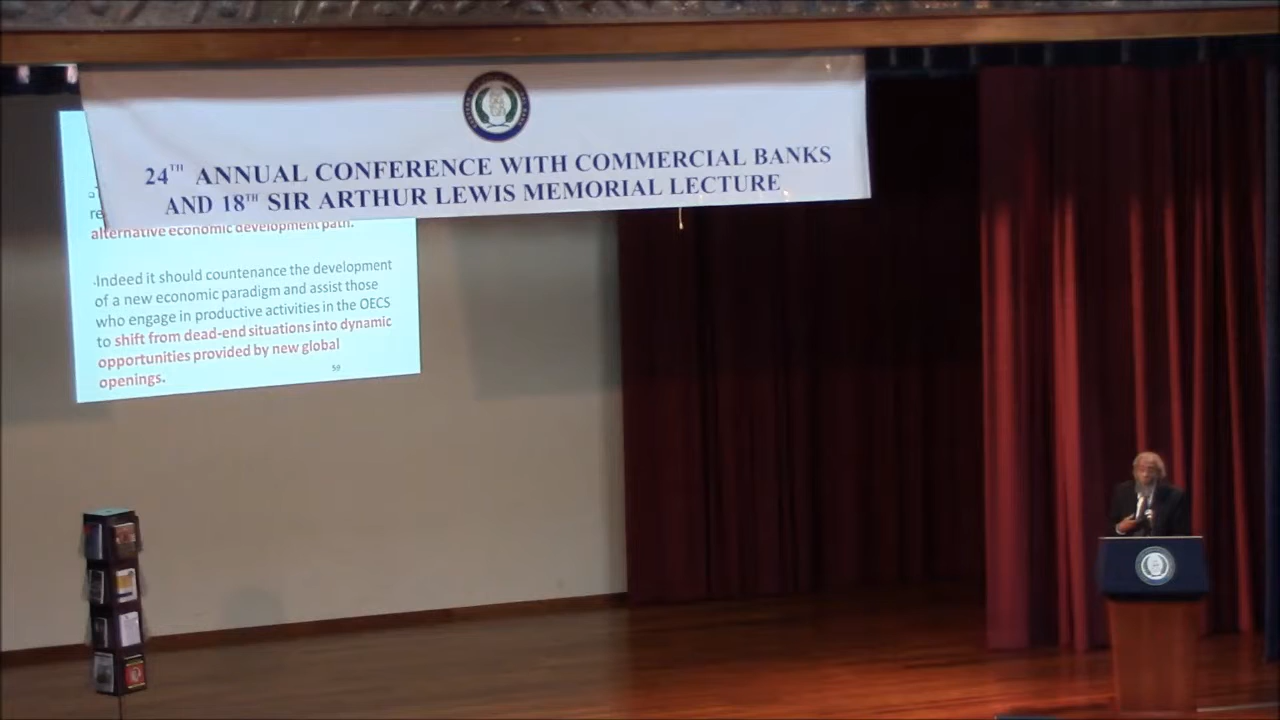 24TH ANNUAL CONFERENCE WITH COMMERCIAL BANKS
AND 18TH SIR ARTHUR LEWIS MEMORIAL LECTURE
re
alternative economic development path.
.Indeed it should countenance the development
of a new economic paradigm and assist those
who engage in productive activities in the OECS
to shift from dead-end situations into dynamic
opportunities provided by new global
openings.
59